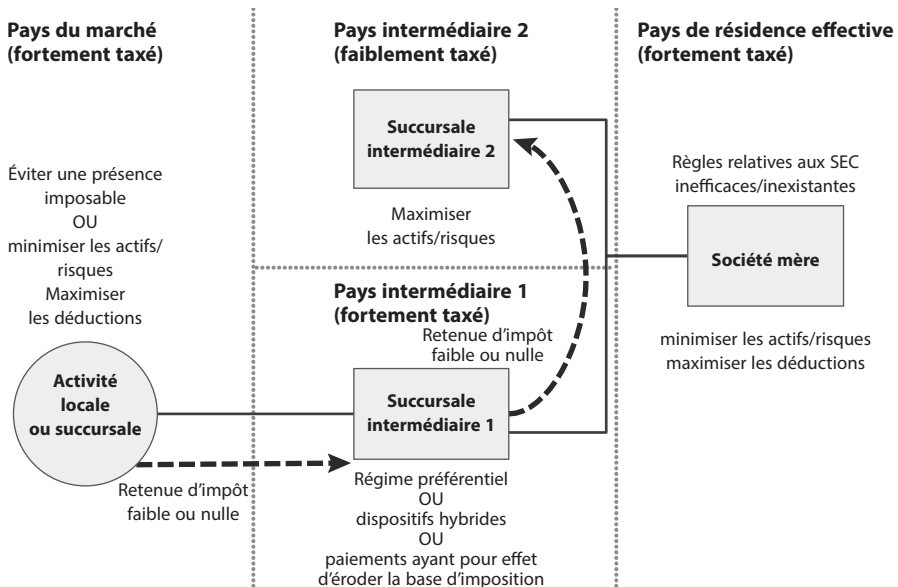 Pays du marché
(fortement taxé)
Éviter une présence
imposable
OU
minimiser les actifs/
risques
Maximiser
les déductions
Activité
locale
ou succursale
Retenue d'impôt
faible ou nulle
Pays intermédiaire 2
(faiblement taxé)
Succursale
intermédiaire 2
Maximiser
les actifs/risques
Pays intermédiaire 1
(fortement taxé)
Retenue d'impôt
faible ou nulle
Succursale
intermédiaire 1
Régime préférentiel
OU
dispositifs hybrides
OU
paiements ayant pour effet
d'éroder la base d'imposition
Pays de résidence effective
(fortement taxé)
Règles relatives aux SEC
inefficaces/inexistantes
Société mère
minimiser les actifs/risques
maximiser les déductions